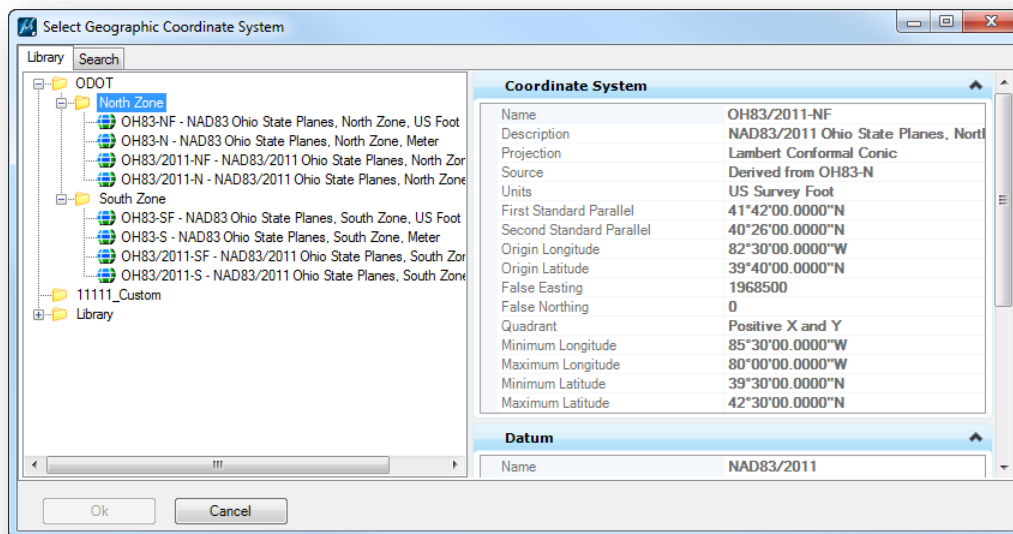 Select Geographic Coordinate System
Library Search
ODOT
North Zone
OH83-NF - NAD83 Ohio State Planes, North Zone, US Foot
OH83-N - NAD83 Ohio State Planes, North Zone, Meter
OH83/2011-NF - NAD83/2011 Ohio State Planes, North Zor
OH83/2011-N - NAD83/2011 Ohio State Planes, North Zone
South Zone
OH83-SF - NAD83 Ohio State Planes, South Zone, US Foot
OH83-S - NAD83 Ohio State Planes, South Zone, Meter
OH83/2011-SF - NAD83/2011 Ohio State Planes, South Zor
OH83/2011-S - NAD83/2011 Ohio State Planes, South Zone
11111_Custom
Library
Coordinate System
Name OH83/2011-NF
Description NAD83/2011 Ohio State Planes, Nortl
Projection Lambert Conformal Conic
Source Derived from OH83-N
Units US Survey Foot
First Standard Parallel 41°42'00.0000"N
Second Standard Parallel 40°26'00.0000"N
Origin Longitude 82°30'00.0000"W
Origin Latitude 39°40'00.0000"N
False Easting 1968500
False Northing 0
Quadrant Positive X and Y
Minimum Longitude 85°30'00.0000"W
Maximum Longitude 80°00'00.0000"W
Minimum Latitude 39°30'00.0000"N
Maximum Latitude 42°30'00.0000"N
Datum
Name NAD83/2011
Ok Cancel